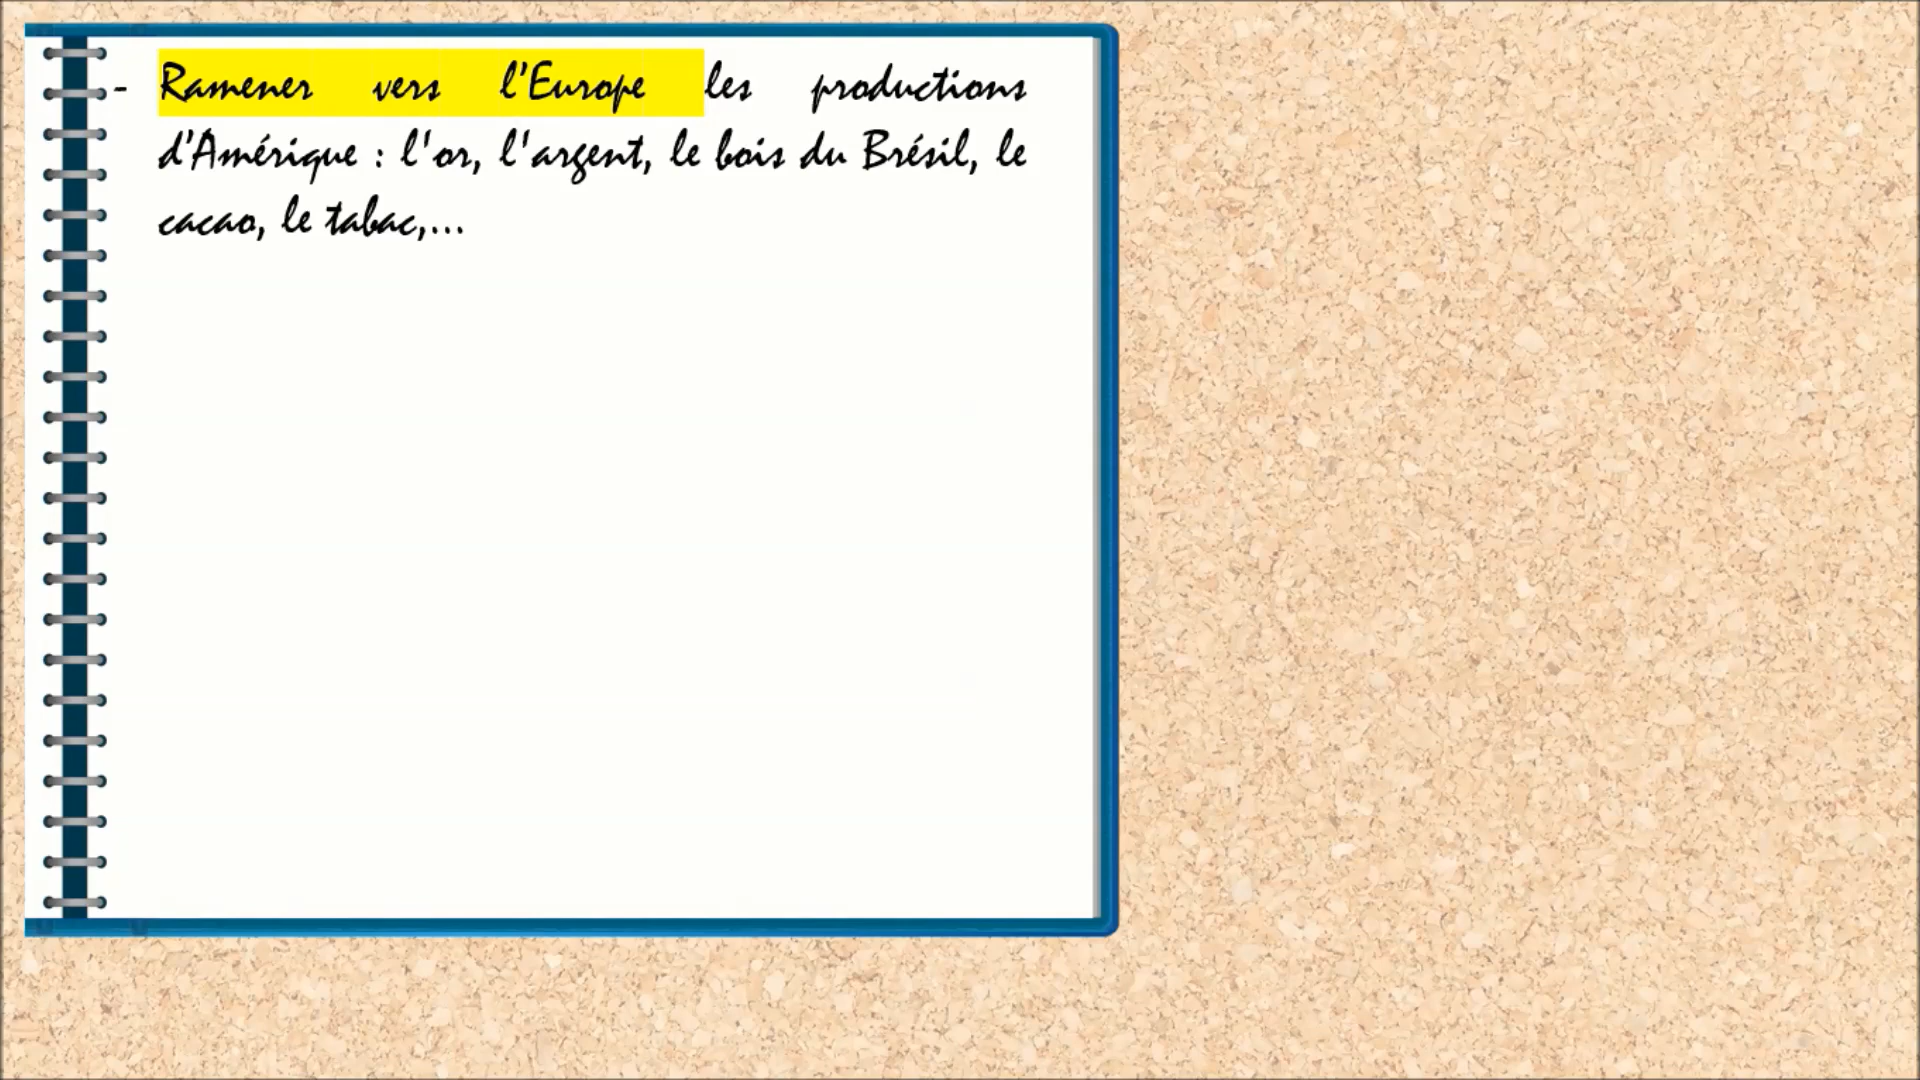 - Ramener vers l'Europe les productions
d'Amérique : l'or, l'argent, le bois du Brésil, le
cacao, le tabac,...